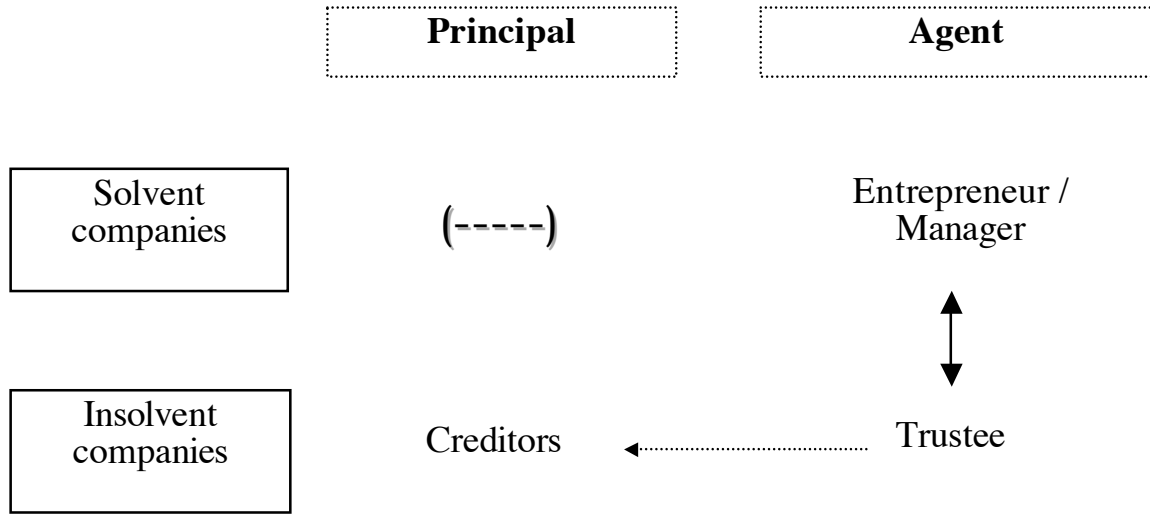 Principal
Agent
Solvent
companies
(-----)
Entrepreneur /
Manager
Insolvent
companies
Creditors
Trustee